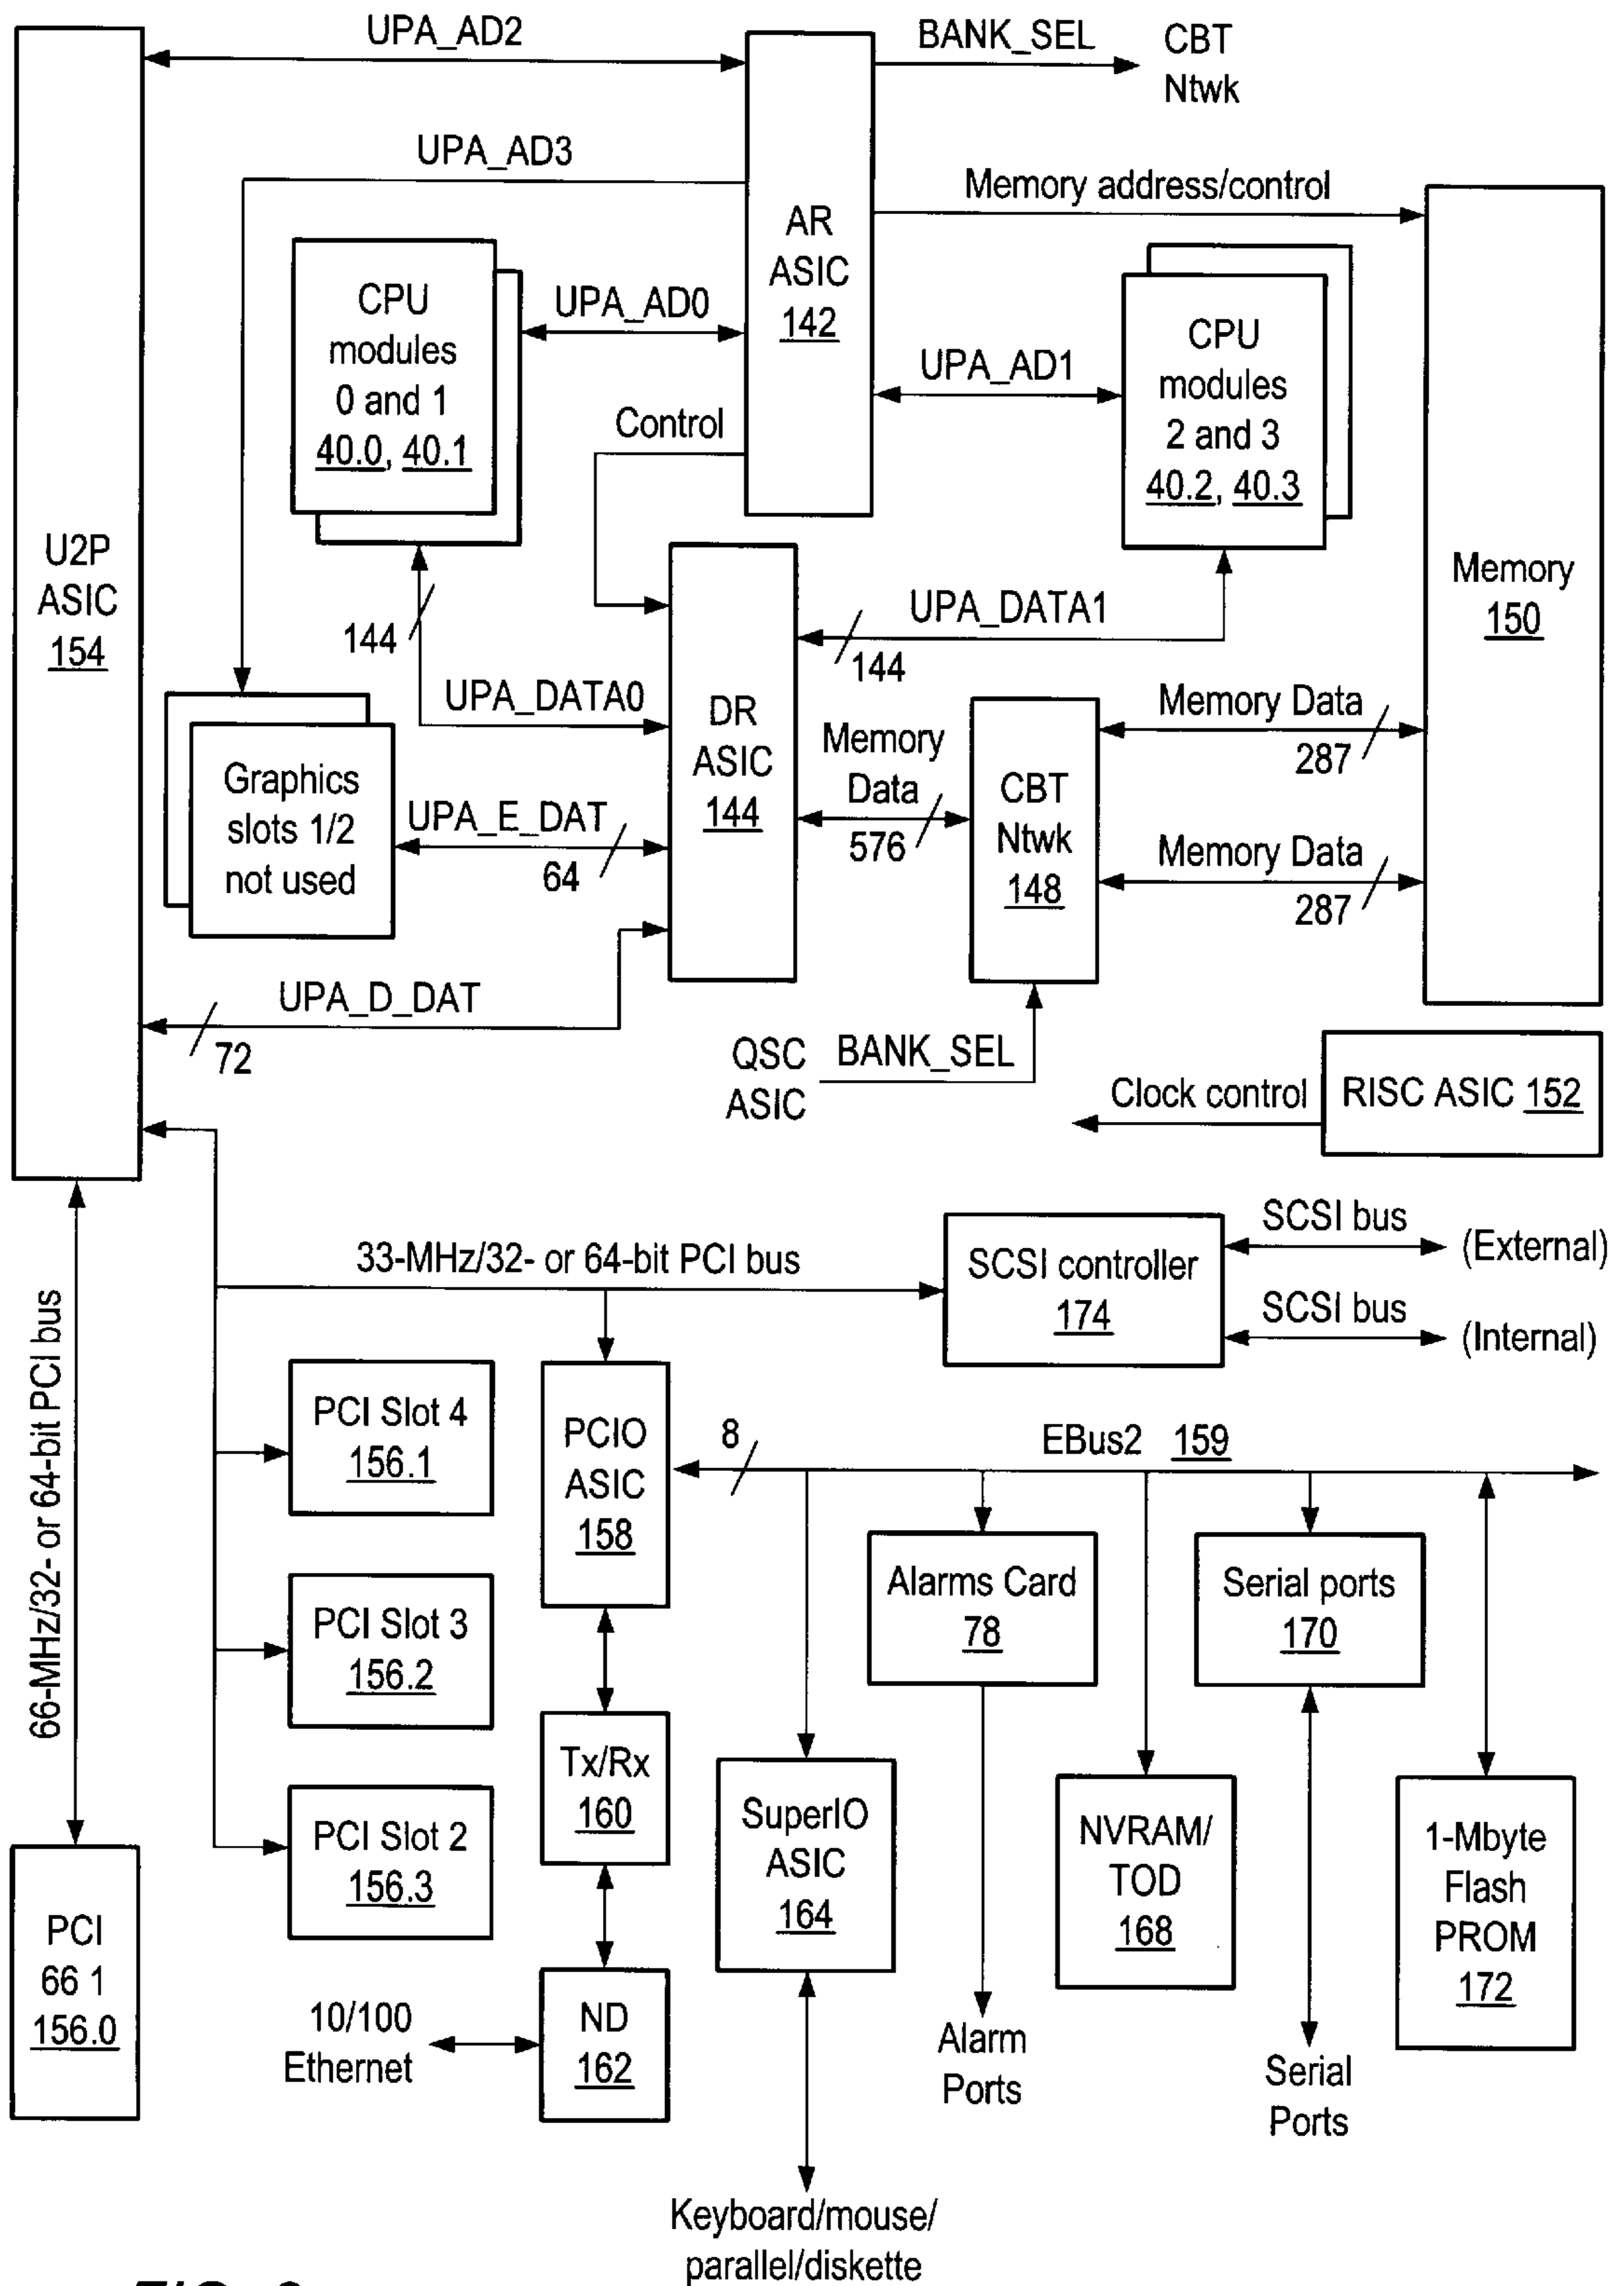 UPA_AD2
BANK_SEL
CBT
Ntwk
UPA_AD3
Memory address/control
AR
ASIC
142
CPU
modules
0 and 1
40.0, 40.1
UPA_AD0
UPA_AD1
CPU
modules
2 and 3
40.2, 40.3
Control
U2P
ASIC
154
144
UPA_DATA1
144
Memory
150
UPA_DATA0
DR
ASIC
144
Memory
Data
576
CBT
Ntwk
148
Memory Data
287
Memory Data
287
Graphics
slots 1/2
not used
UPA_E_DAT
64
UPA_D_DAT
72
QSC
ASIC
BANK_SEL
Clock control
RISC ASIC 152
33-MHz/32- or 64-bit PCI bus
SCSI controller
174
SCSI bus
(External)
SCSI bus
(Internal)
66-MHz/32- or 64-bit PCI bus
PCI Slot 4
156.1
PCIO
ASIC
158
8
EBus2 159
Alarms Card
78
Serial ports
170
PCI Slot 3
156.2
Tx/Rx
160
PCI Slot 2
156.3
SuperIO
ASIC
164
NVRAM/
TOD
168
1-Mbyte
Flash
PROM
172
PCI
66 1
156.0
10/100
Ethernet
ND
162
Alarm
Ports
Serial
Ports
Keyboard/mouse/
parallel/diskette